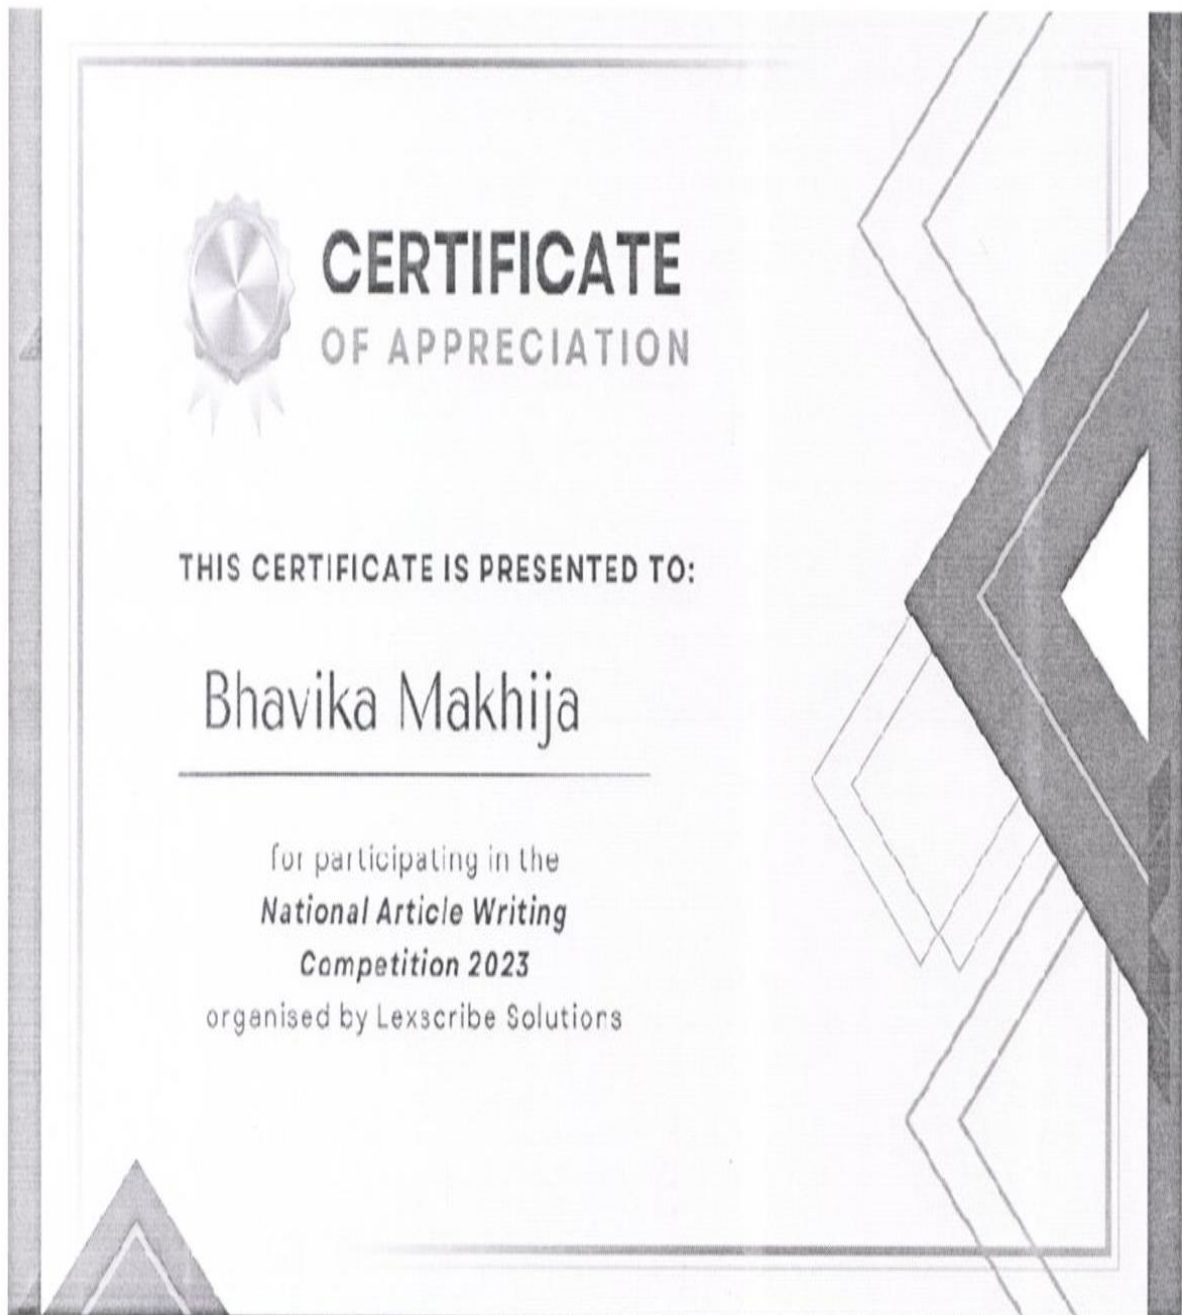 CERTIFICATE
OF APPRECIATION
THIS CERTIFICATE IS PRESENTED TO:
Bhavika Makhija
for participating in the
National Article Writing
Competition 2023
organised by Lexscribe Solutions